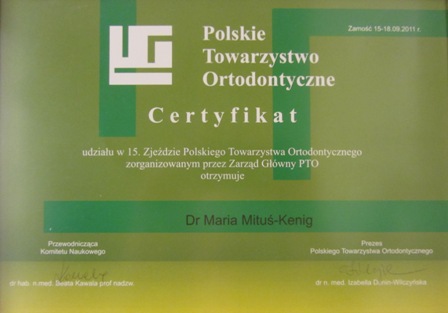 Polskie
Towarzystwo
Ortodontyczne
Zamość 15-18.09.2011 r.
Certyfikat
udziału w 15. Zjeździe Polskiego Towarzystwa Ortodontycznego
zorganizowanym przez Zarząd Główny PTO
otrzymuje
Dr Maria Mituś-Kenig
Przewodnicząca
Komitetu Naukowego
dr hab. n.med. Beata Kawala prof nadzw.
Prezes
Polskiego Towarzystwa Ortodontycznego
dr n. med. Izabella Dunin-Wilczyńska